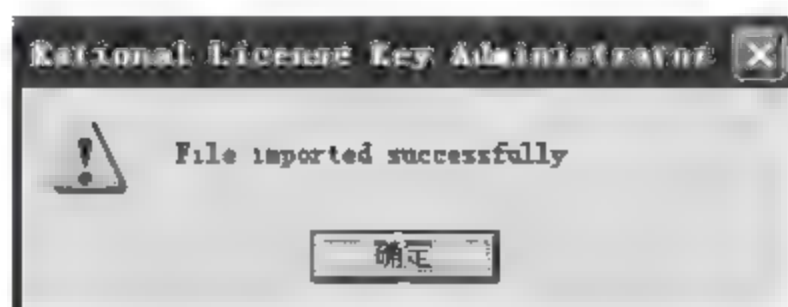 Rational License Key Administrator
File imported successfully
确定